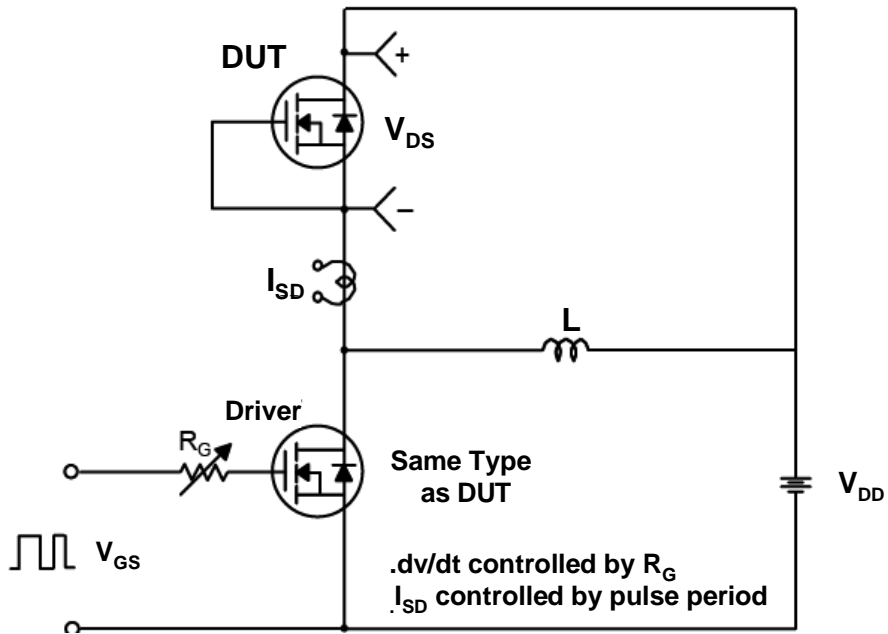 DUT
+
V_DS
−
I_SD
L
Driver
R_G
Same Type
as DUT
V_DD
V_GS
.dv/dt controlled by R_G
.I_SD controlled by pulse period